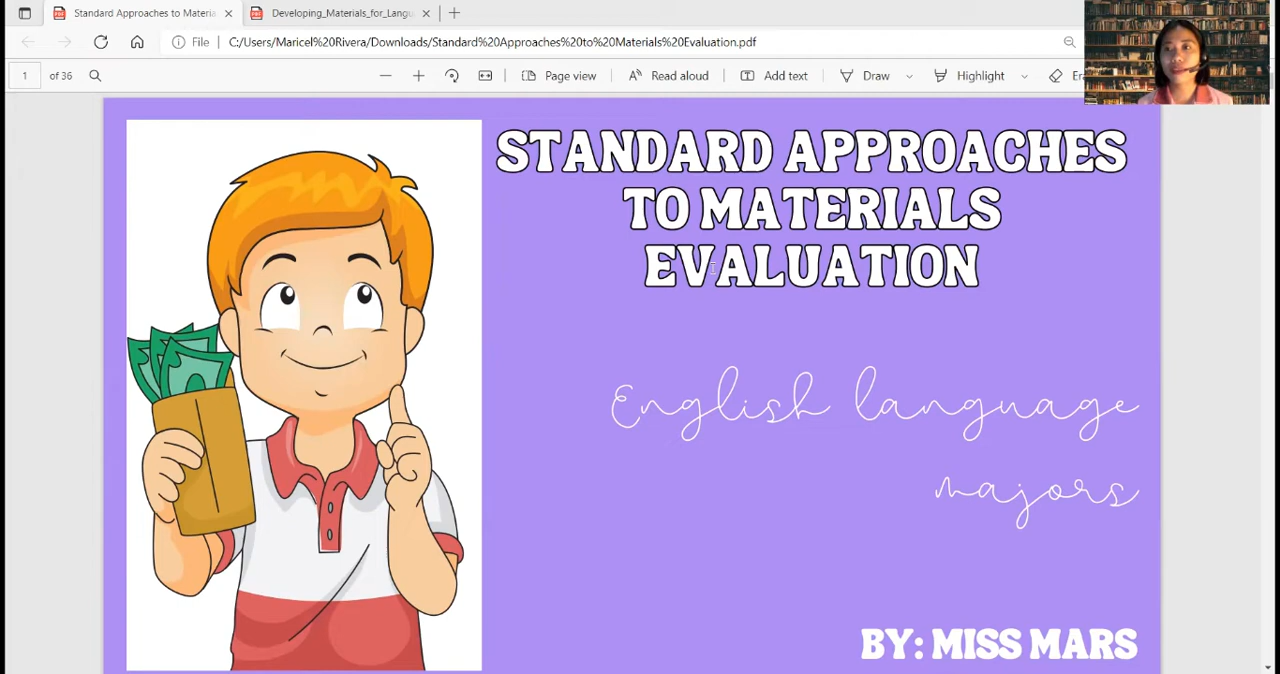 Standard Approaches to Materia
Developing_Materials_for_Langu
File
C:/Users/Maricel%20Rivera/Downloads/Standard%20Approaches%20to%20Materials%20Evaluation.pdf
1 of 36
Page view
Read aloud
Add text
Draw
Highlight
Era
STANDARD APPROACHES
TO MATERIALS
EVALUATION
English language
majors
BY: MISS MARS